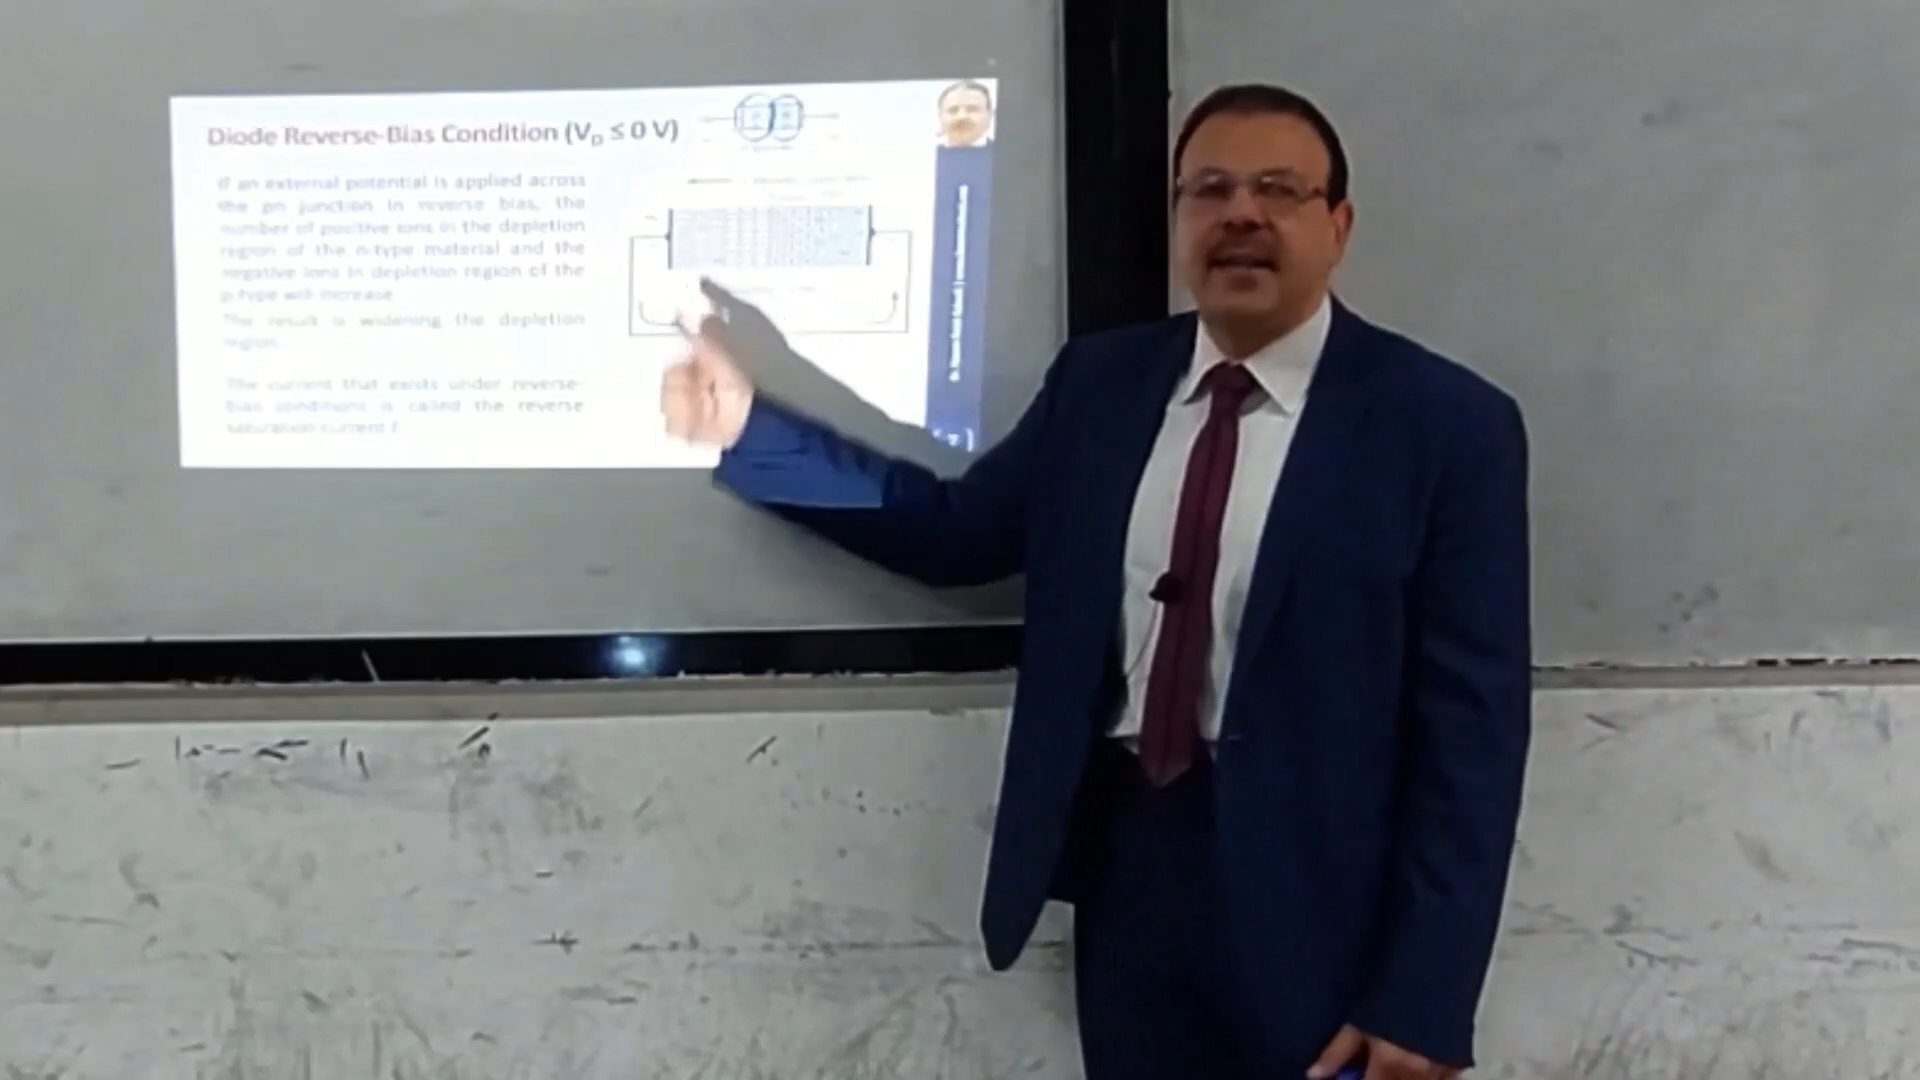 Diode Reverse-Bias Condition (V_D ≤ 0 V)
If an external potential is applied across
the pn junction in reverse bias, the
number of positive ions in the depletion
region of the n-type material and the
negative ions in depletion region of the
p-type will increase
The result is widening the depletion
region.
The current that exists under reverse-
bias conditions is called the reverse
saturation current I